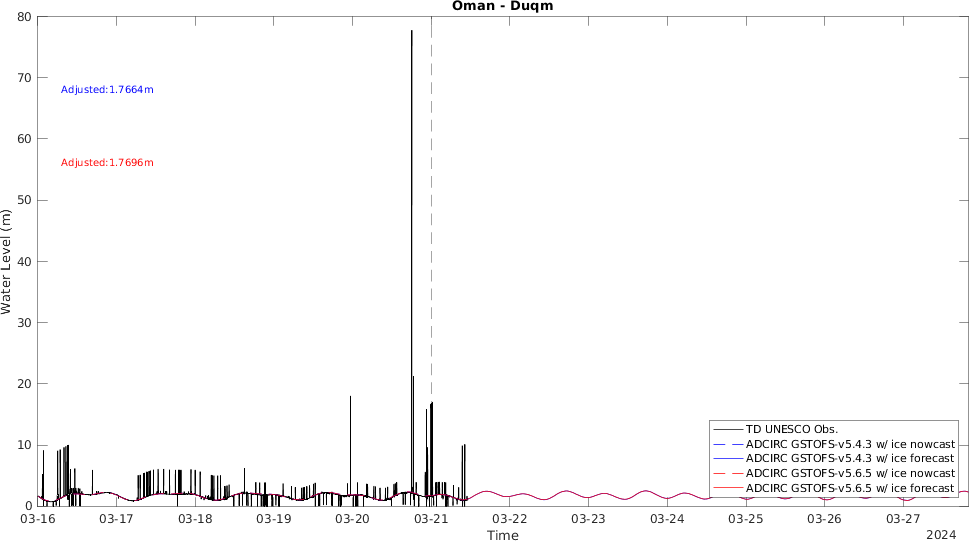 Oman - Duqm
80
70
60
50
40
30
20
10
0
Water Level (m)
Adjusted:1.7664m
Adjusted:1.7696m
TD UNESCO Obs.
ADCIRC GSTOFS-v5.4.3 w/ ice nowcast
ADCIRC GSTOFS-v5.4.3 w/ ice forecast
ADCIRC GSTOFS-v5.6.5 w/ ice nowcast
ADCIRC GSTOFS-v5.6.5 w/ ice forecast
03-16 03-17 03-18 03-19 03-20 03-21 03-22 03-23 03-24 03-25 03-26 03-27
Time
2024